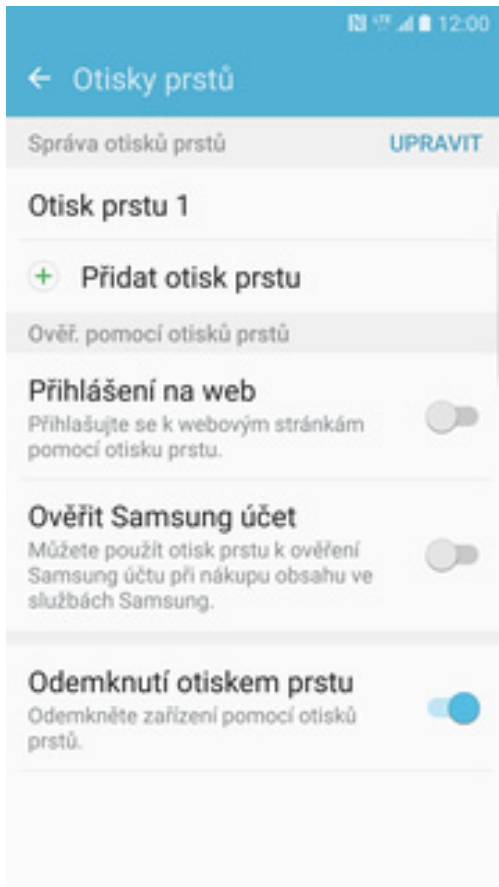 LTE 12:00
Otisky prstů
Správa otisků prstů UPRAVIT
Otisk prstu 1
Přidat otisk prstu
Ověř. pomocí otisků prstů
Přihlášení na web
Přihlašujte se k webovým stránkám
pomocí otisku prstu.
Ověřit Samsung účet
Můžete použít otisk prstu k ověření
Samsung účtu při nákupu obsahu ve
službách Samsung.
Odemknutí otiskem prstu
Odemkněte zařízení pomocí otisků
prstů.